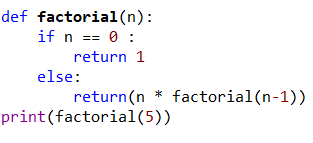 def factorial(n):
    if n == 0 :
        return 1
    else:
        return(n * factorial(n-1))
print(factorial(5))